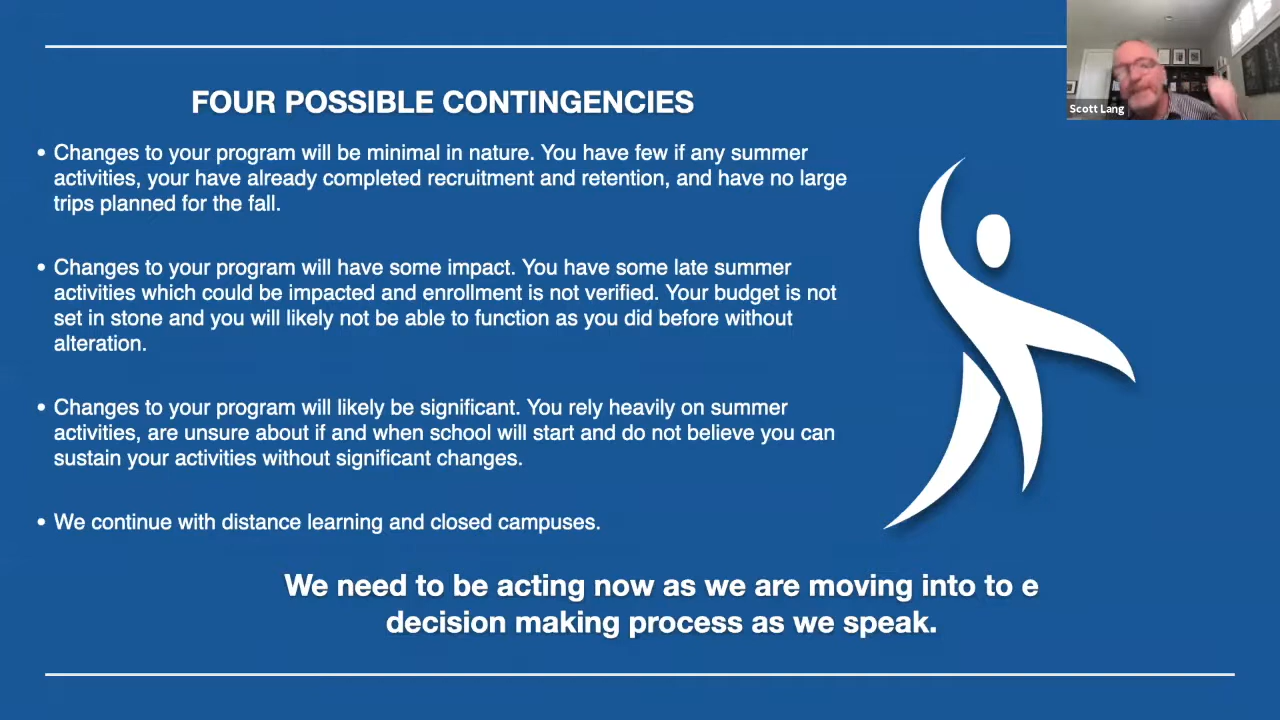 FOUR POSSIBLE CONTINGENCIES
Scott Lang
• Changes to your program will be minimal in nature. You have few if any summer
activities, your have already completed recruitment and retention, and have no large
trips planned for the fall.
• Changes to your program will have some impact. You have some late summer
activities which could be impacted and enrollment is not verified. Your budget is not
set in stone and you will likely not be able to function as you did before without
alteration.
• Changes to your program will likely be significant. You rely heavily on summer
activities, are unsure about if and when school will start and do not believe you can
sustain your activities without significant changes.
• We continue with distance learning and closed campuses.
We need to be acting now as we are moving into to e
decision making process as we speak.